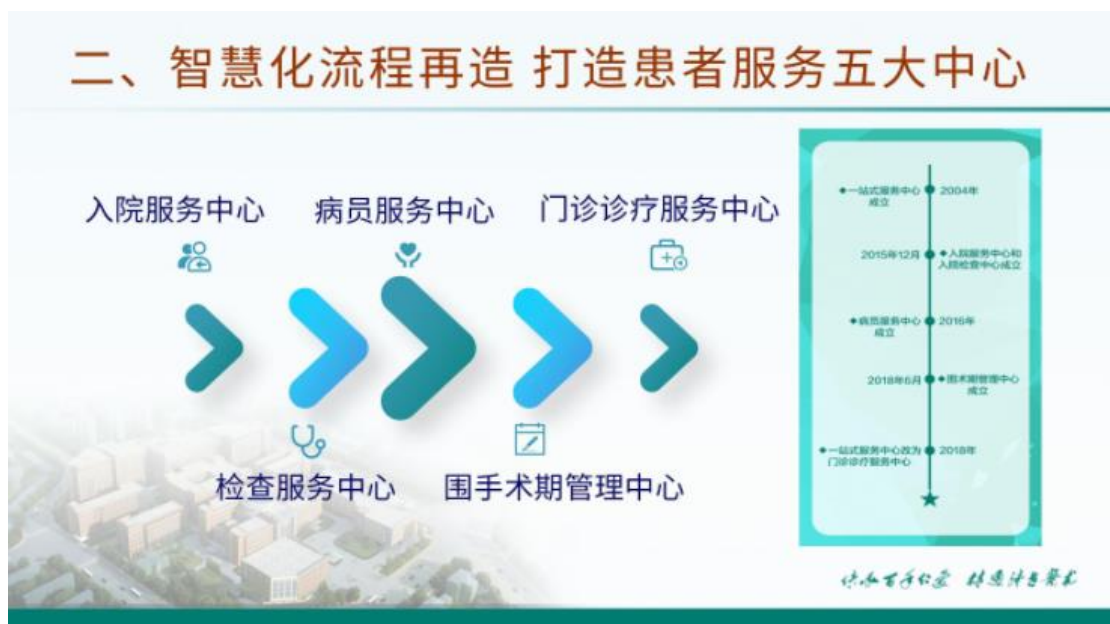 二、智慧化流程再造 打造患者服务五大中心
入院服务中心
病员服务中心
门诊诊疗服务中心
检查服务中心
围手术期管理中心
◆一站式服务中心
成立
2004年
2015年12月
◆入院服务中心和
入院检查中心成立
◆病员服务中心
成立
2016年
2018年6月
◆围术期管理中心
成立
◆一站式服务中心改为
门诊诊疗服务中心
2018年